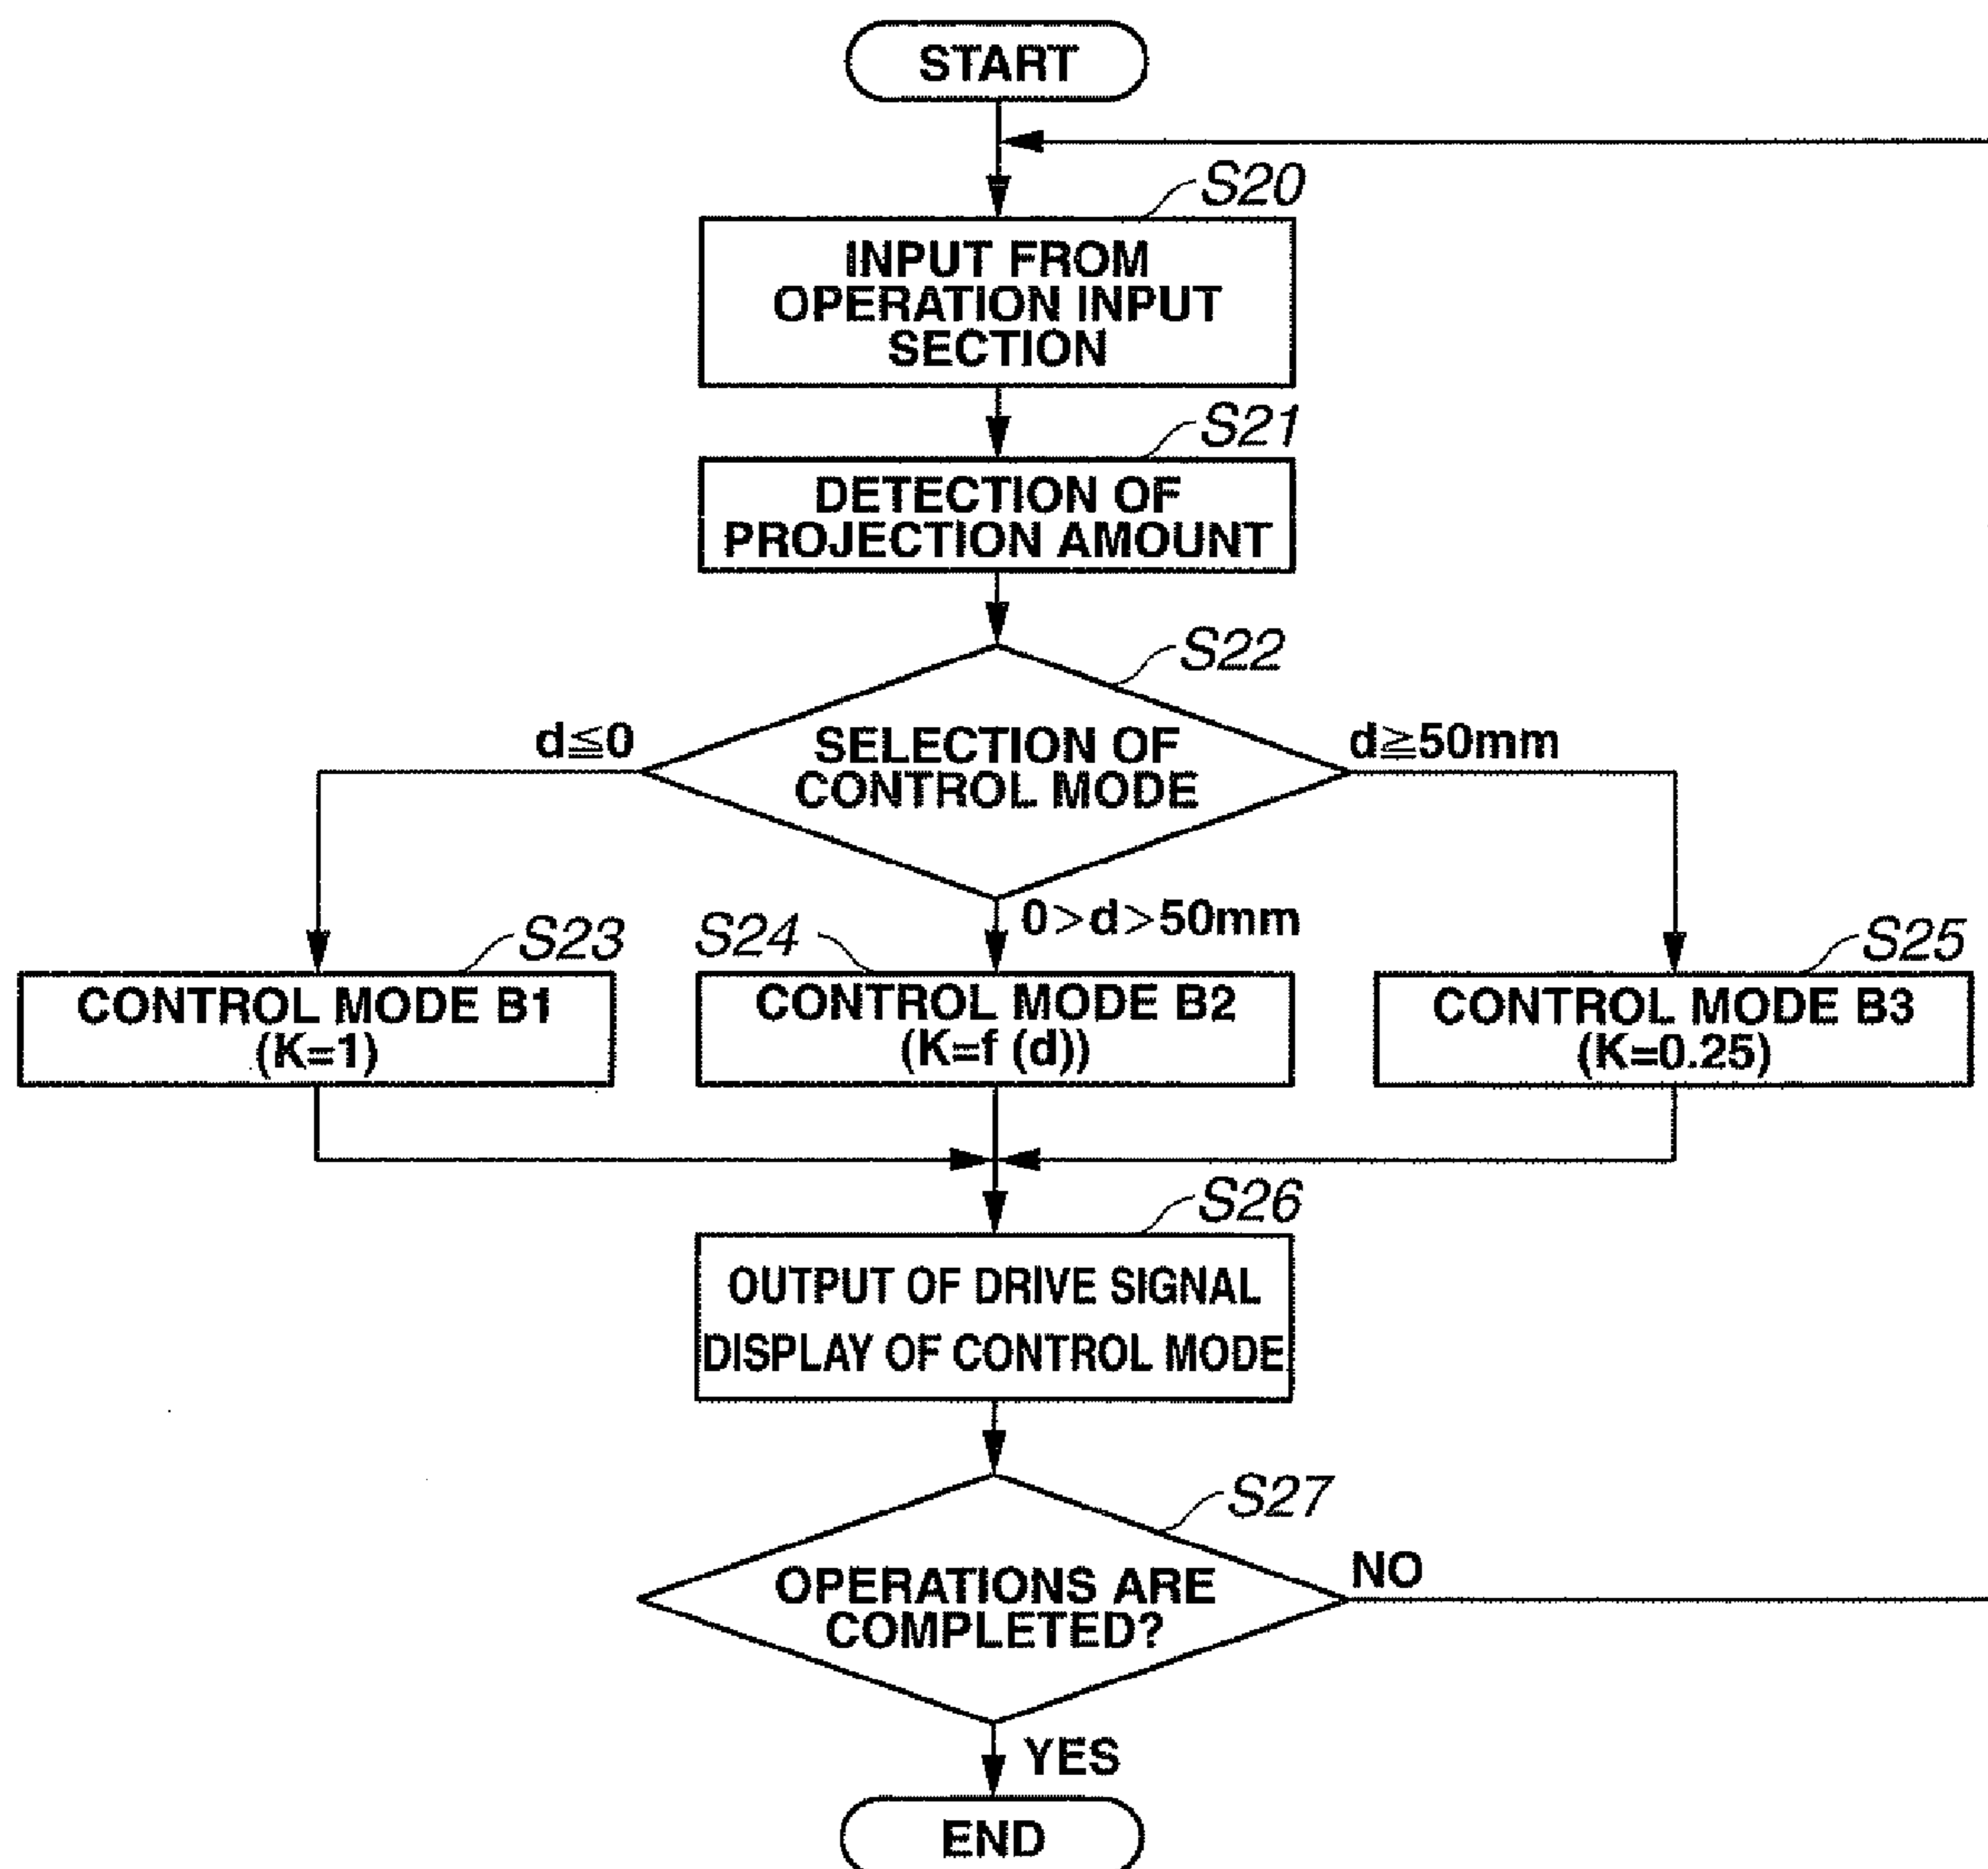 START
S20
INPUT FROM
OPERATION INPUT
SECTION
S21
DETECTION OF
PROJECTION AMOUNT
S22
SELECTION OF
CONTROL MODE
d≦0
d≧50mm
0>d>50mm
S23
CONTROL MODE B1
(K=1)
S24
CONTROL MODE B2
(K=f (d))
S25
CONTROL MODE B3
(K=0.25)
S26
OUTPUT OF DRIVE SIGNAL
DISPLAY OF CONTROL MODE
S27
OPERATIONS ARE
COMPLETED?
NO
YES
END